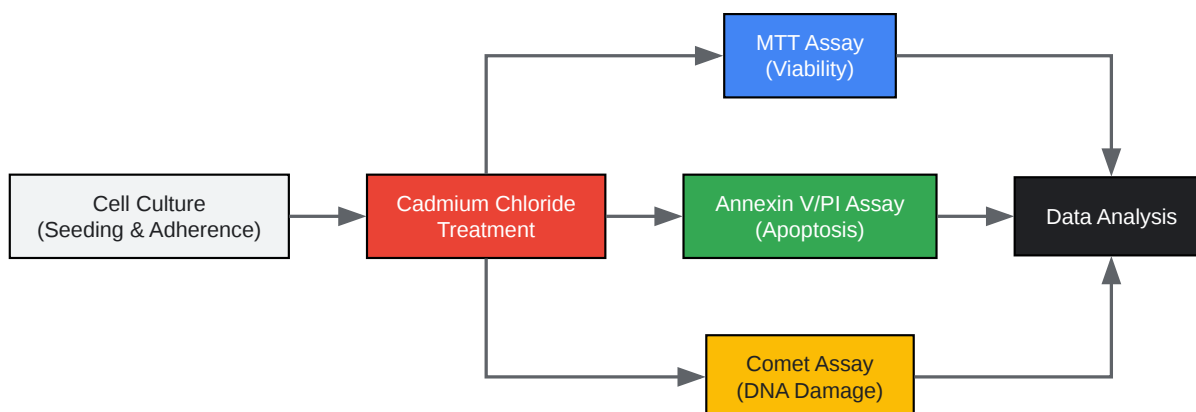 MTT Assay
(Viability)
Cell Culture
(Seeding & Adherence)
Cadmium Chloride
Treatment
Annexin V/PI Assay
(Apoptosis)
Data Analysis
Comet Assay
(DNA Damage)